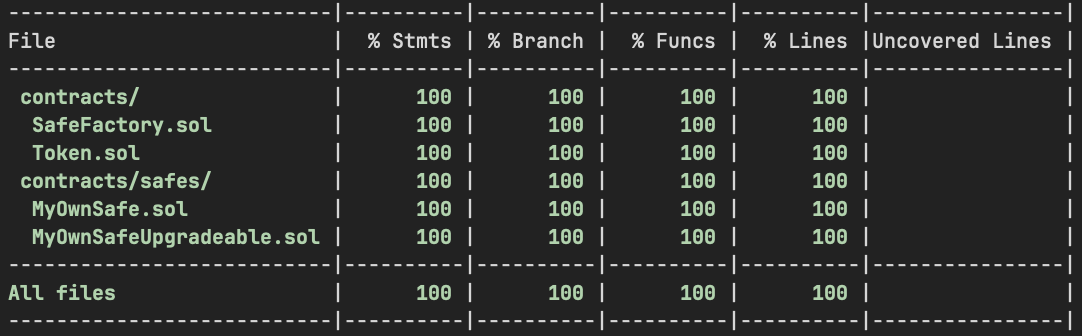 ---------------------------|----------|----------|----------|----------|----------------|
File                       |  % Stmts | % Branch |  % Funcs |  % Lines |Uncovered Lines |
---------------------------|----------|----------|----------|----------|----------------|
 contracts/                |      100 |      100 |      100 |      100 |                |
  SafeFactory.sol          |      100 |      100 |      100 |      100 |                |
  Token.sol                |      100 |      100 |      100 |      100 |                |
 contracts/safes/          |      100 |      100 |      100 |      100 |                |
  MyOwnSafe.sol            |      100 |      100 |      100 |      100 |                |
  MyOwnSafeUpgradeable.sol |      100 |      100 |      100 |      100 |                |
---------------------------|----------|----------|----------|----------|----------------|
All files                  |      100 |      100 |      100 |      100 |                |
---------------------------|----------|----------|----------|----------|----------------|